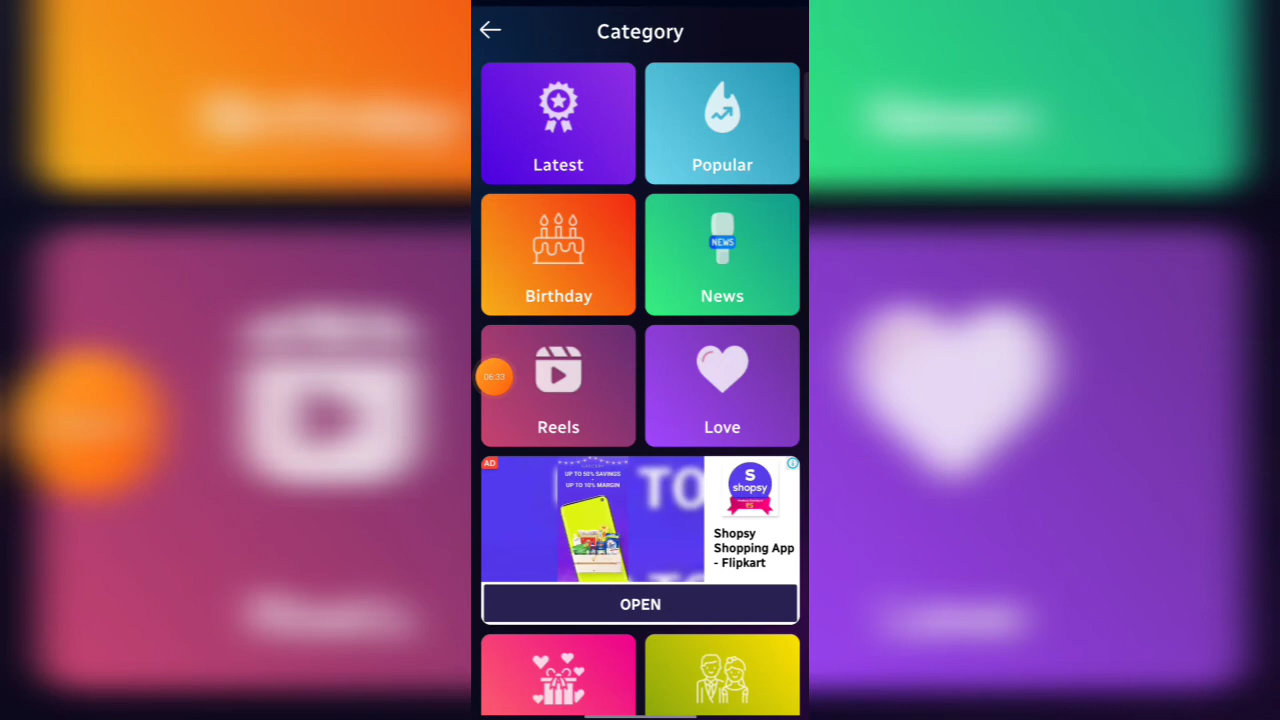 Category
Latest
Popular
Birthday
NEWS
News
06:33
Reels
Love
AD
UP TO 50% SAVINGS
UP TO 10% MARGIN
TO
S
shopsy
Shopsy
Shopping App
- Flipkart
OPEN